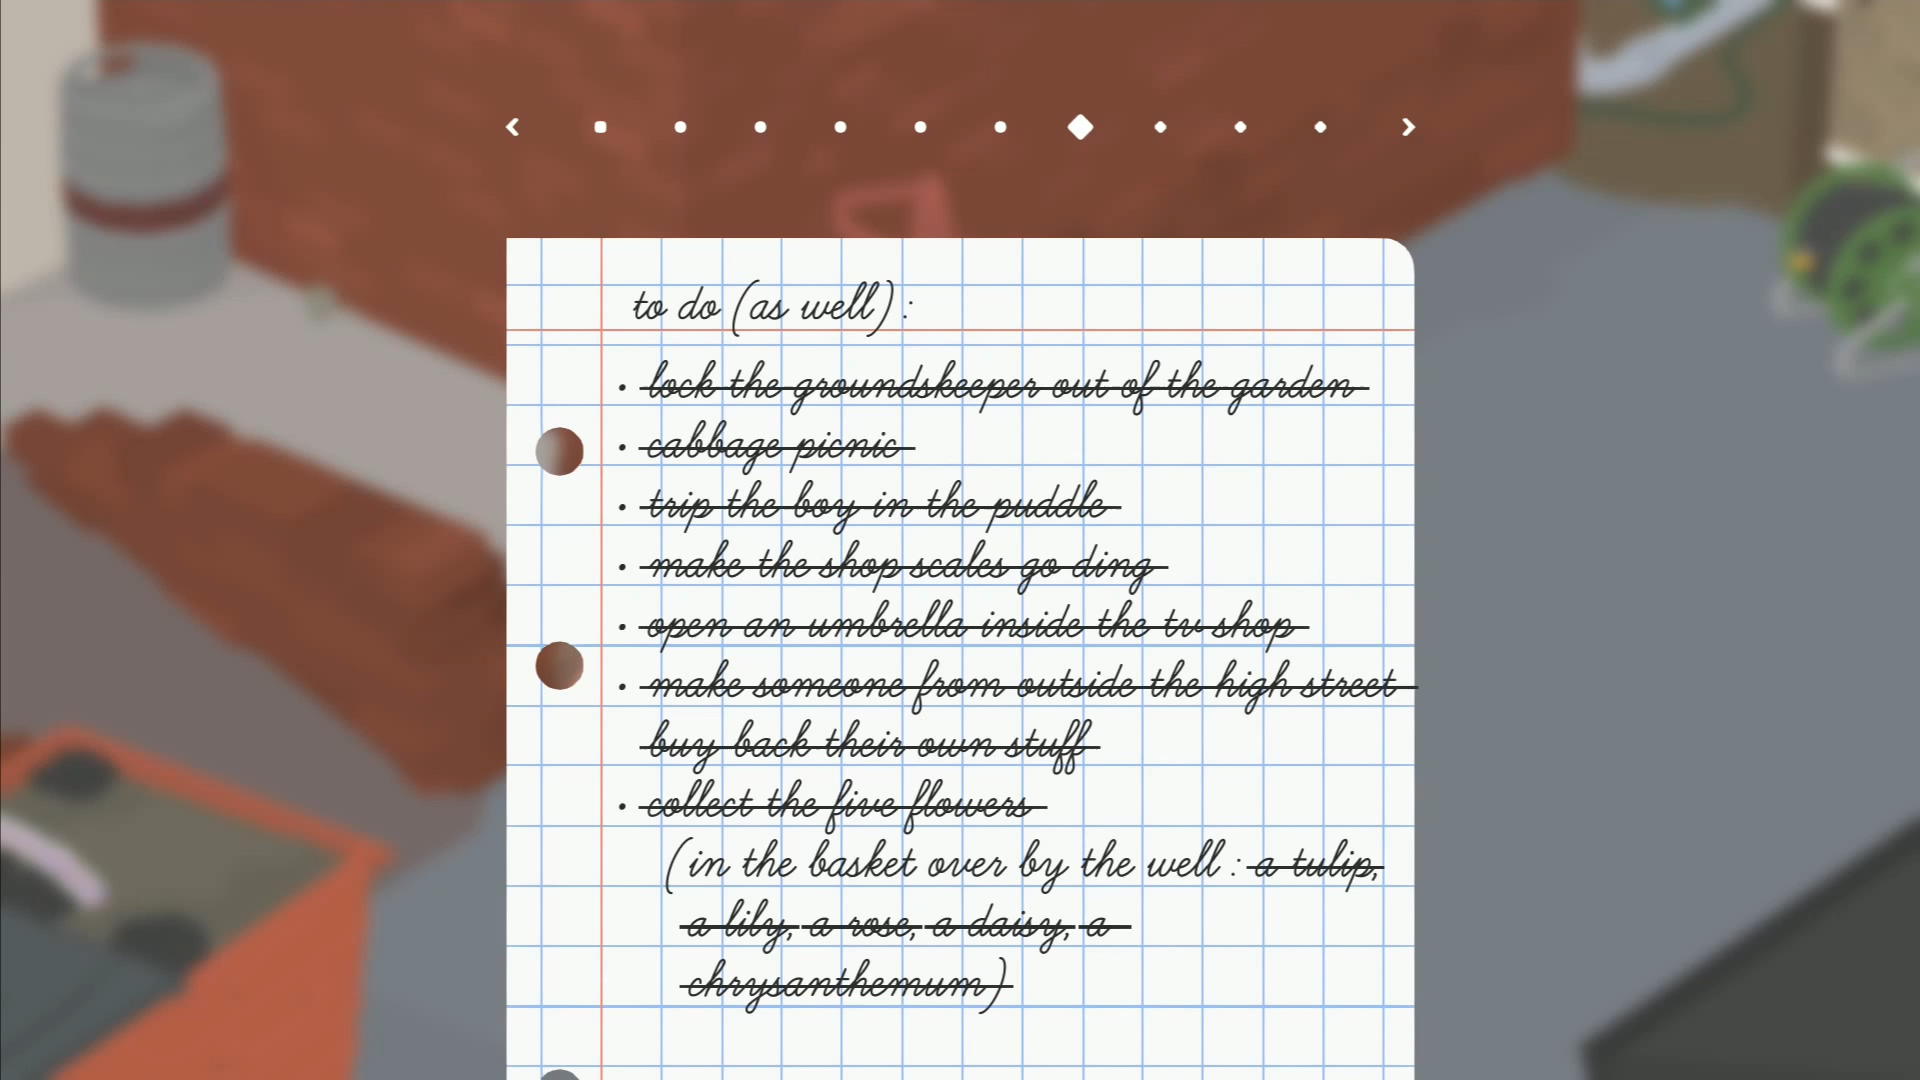 to do (as well):
• lock the groundskeeper out of the garden
• cabbage picnic
• trip the boy in the puddle
• make the shop scales go ding
• open an umbrella inside the tv shop
• make someone from outside the high street
buy back their own stuff
• collect the five flowers
(in the basket over by the well: a tulip,
a lily, a rose, a daisy, a
chrysanthemum)